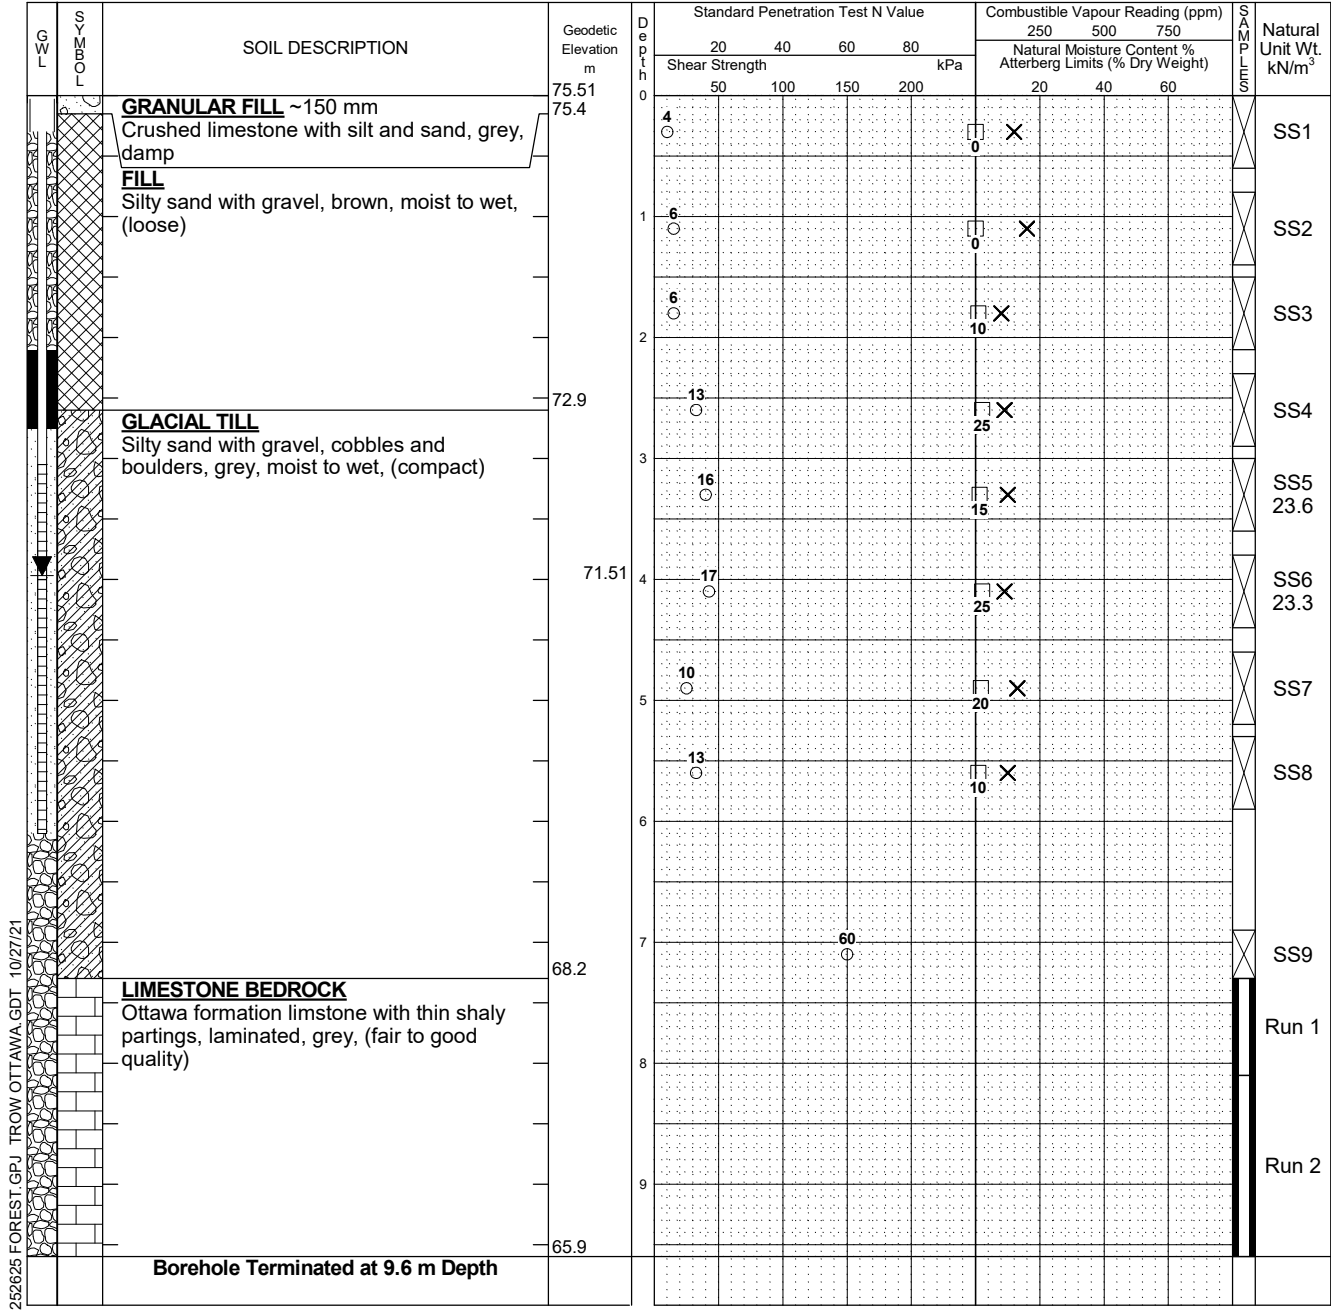 GWL
SYMBOL
SOIL DESCRIPTION
Geodetic
Elevation
m
Depth
Standard Penetration Test N Value
20 40 60 80
Shear Strength kPa
50 100 150 200
Combustible Vapour Reading (ppm)
250 500 750
Natural Moisture Content %
Atterberg Limits (% Dry Weight)
20 40 60
SAMPLES
Natural
Unit Wt.
kN/m³
75.51
0
GRANULAR FILL ~150 mm
75.4
Crushed limestone with silt and sand, grey,
damp
4
0
SS1
FILL
Silty sand with gravel, brown, moist to wet,
(loose)
1
6
0
SS2
6
10
SS3
2
72.9
13
25
SS4
GLACIAL TILL
Silty sand with gravel, cobbles and
boulders, grey, moist to wet, (compact)
3
16
15
SS5
23.6
71.51
4
17
25
SS6
23.3
10
20
SS7
5
13
10
SS8
6
7
60
SS9
68.2
LIMESTONE BEDROCK
Ottawa formation limstone with thin shaly
partings, laminated, grey, (fair to good
quality)
Run 1
8
Run 2
9
65.9
Borehole Terminated at 9.6 m Depth
252625 FOREST.GPJ TROW OTTAWA.GDT 10/27/21